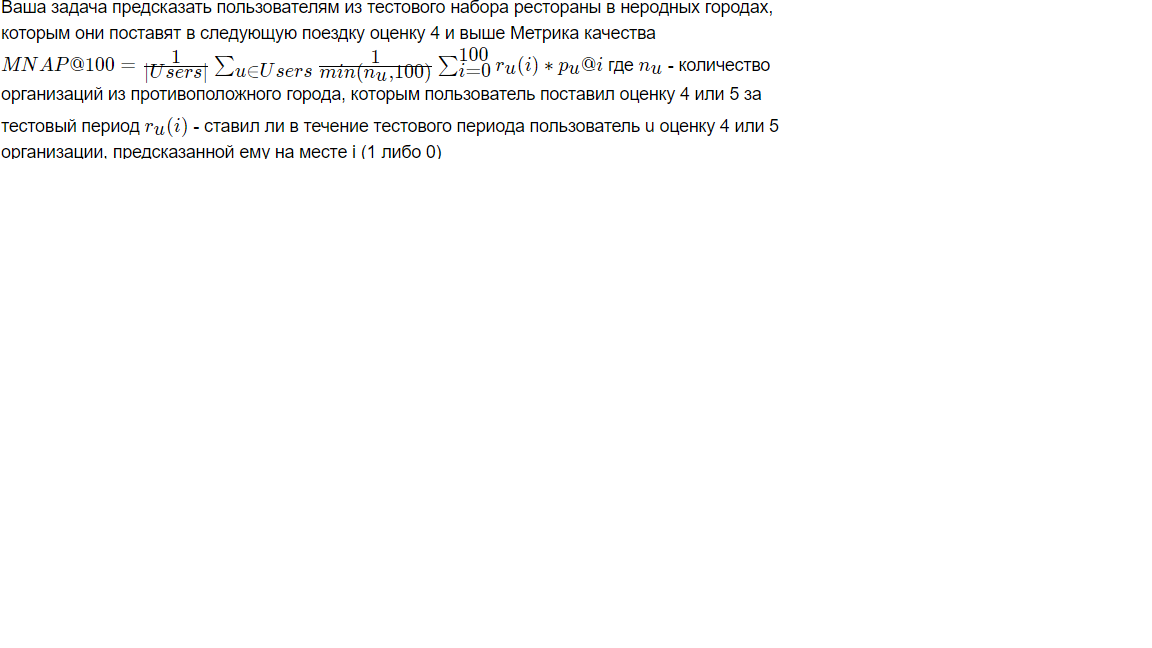 Ваша задача предсказать пользователям из тестового набора рестораны в неродных городах,
которым они поставят в следующую поездку оценку 4 и выше Метрика качества
MNAP@100 = \frac{1}{|Users|} \sum_{u∈Users} \frac{1}{min(n_u,100)} \sum_{i=0}^{100} r_u(i) * p_u@i где n_u - количество
организаций из противоположного города, которым пользователь поставил оценку 4 или 5 за
тестовый период r_u(i) - ставил ли в течение тестового периода пользователь u оценку 4 или 5
организации, предсказанной ему на месте i (1 либо 0)